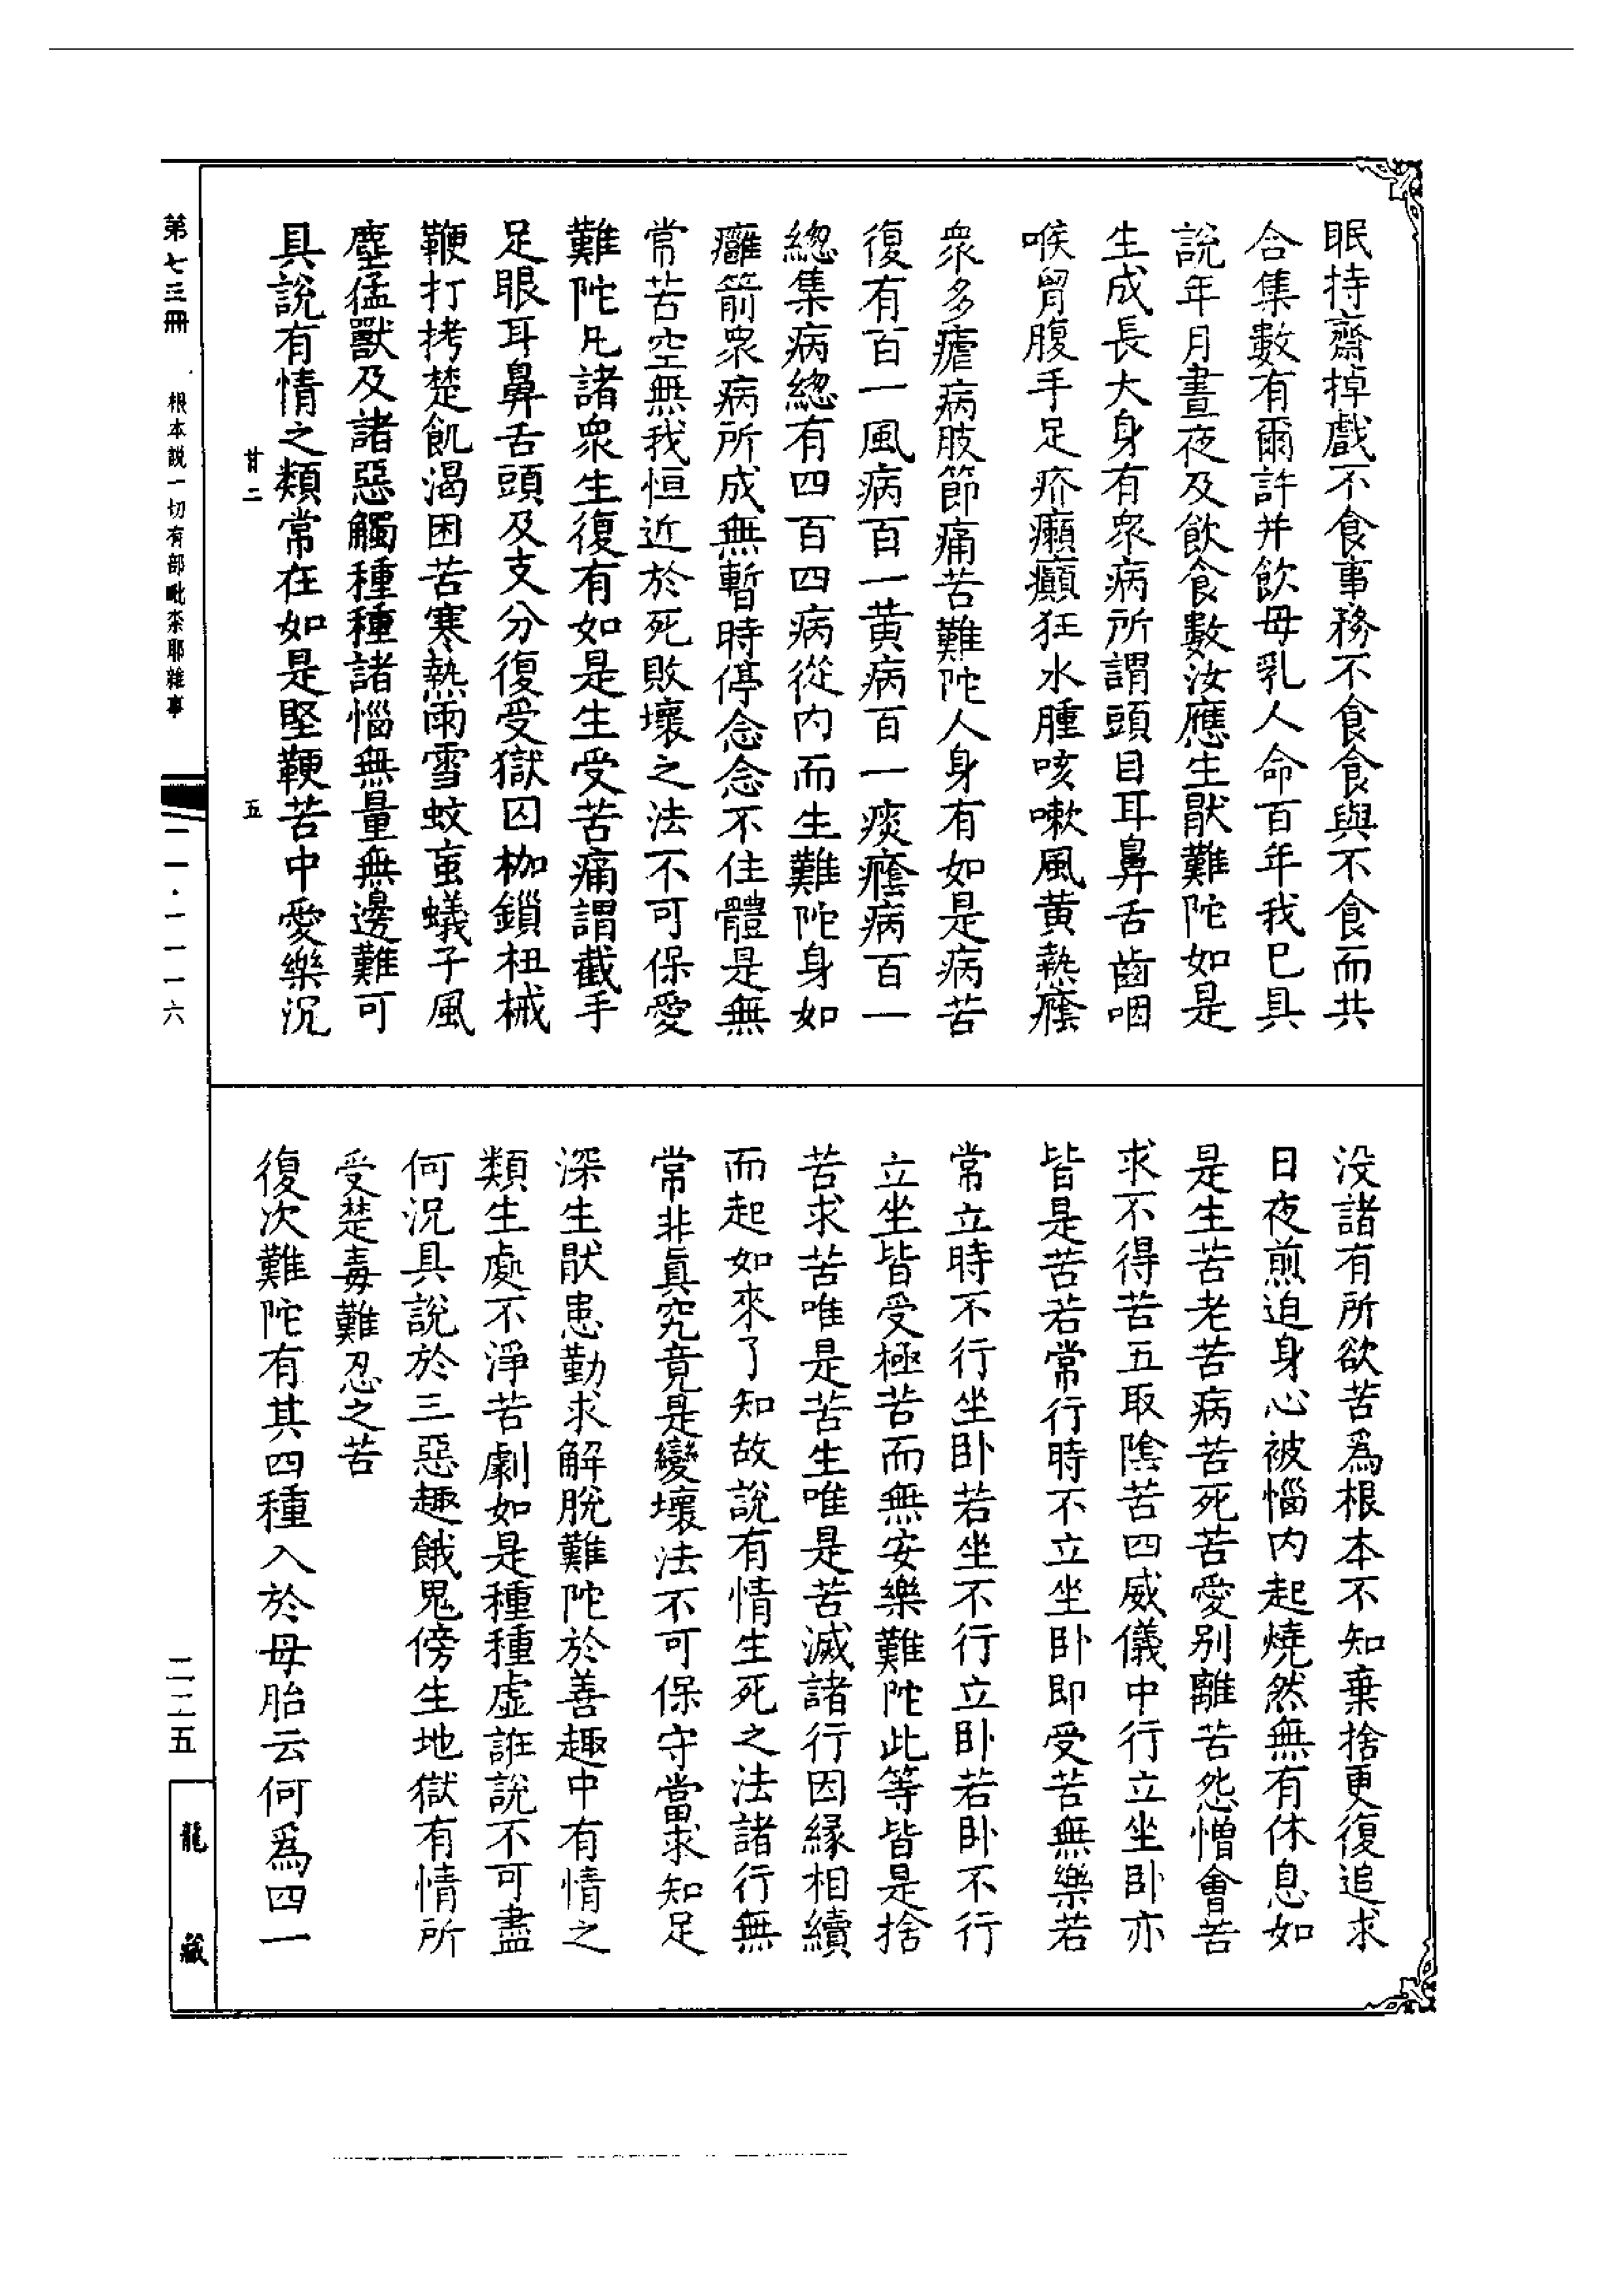 眠持齋掉戲不食事務不食食與不食而共
合集數有爾許并飲母乳人命百年我已具
說年月晝夜及飲食數汝應生厭難陀如是
生成長大身有衆病所謂頭目耳鼻舌齒咽
喉胷腹手足疥癩癲狂水腫咳嗽風黄熱癊
衆多瘧病肢節痛苦難陀人身有如是病苦
復有百一風病百一黄病百一痰癊病百一
緫集病緫有四百四病從内而生難陀身如
癰箭衆病所成無暫時停念念不住體是無
常苦空無我恒近於死敗壞之法不可保愛
難陀凡諸衆生復有如是生受苦痛謂截手
足眼耳鼻舌頭及支分復受獄囚枷鎖杻械
鞭打拷楚飢渴困苦寒熱雨雪蚊䖟蟻子風
塵猛獸及諸惡觸種種諸惱無量無邊難可
具說有情之類常在如是堅鞕苦中愛樂沉
没諸有所欲苦爲根本不知棄捨更復追求
日夜煎迫身心被惱内起燒然無有休息如
是生苦老苦病苦死苦愛别離苦怨憎會苦
求不得苦五取陰苦四威儀中行立坐卧亦
皆是苦若常行時不立坐卧即受苦無樂若
常立時不行坐卧若坐不行立卧若卧不行
立坐皆受極苦而無安樂難陀此等皆是捨
苦求苦唯是苦生唯是苦滅諸行因緣相續
而起如來了知故說有情生死之法諸行無
常非真究竟是變壞法不可保守當求知足
深生厭患勤求解脫難陀於善趣中有情之
類生處不淨苦劇如是種種虚誑說不可盡
何況具說於三惡趣餓鬼傍生地獄有情所
受楚毒難忍之苦
復次難陀有其四種入於母胎云何爲四一
甘二 五
第七三冊 根本説一切有部毗柰耶雜事 一一·一一一六
二二五
龍藏